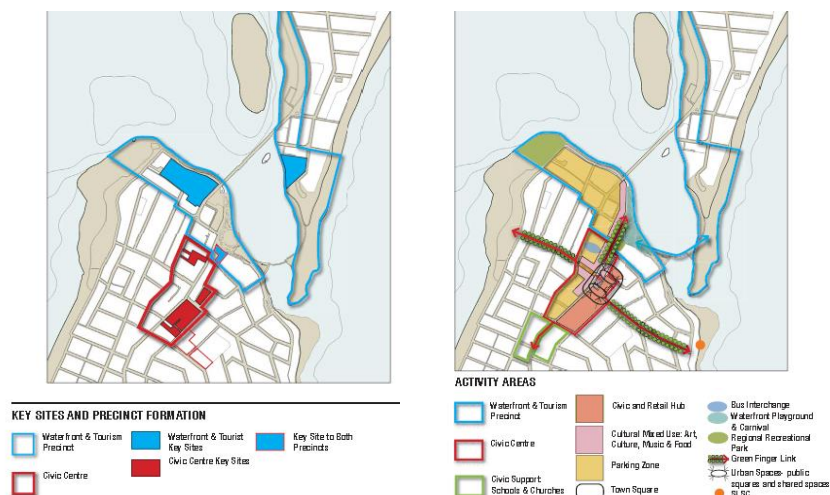 KEY SITES AND PRECINCT FORMATION
Waterfront & Tourism
Precinct
Civic Centre
Waterfront & Tourist
Key Sites
Civic Centre Key Sites
Key Site to Both
Precincts
ACTIVITY AREAS
Waterfront & Tourism
Precinct
Civic Centre
Civic Support
Schools & Churches
Civic and Retail Hub
Cultural Mixed Use: Art,
Culture, Music & Food
Parking Zone
Town Square
Bus Interchange
Waterfront Playground
& Carnival
Regional Recreational
Park
Green Finger Link
Urban Spaces- public
squares and shared spaces
SLSC